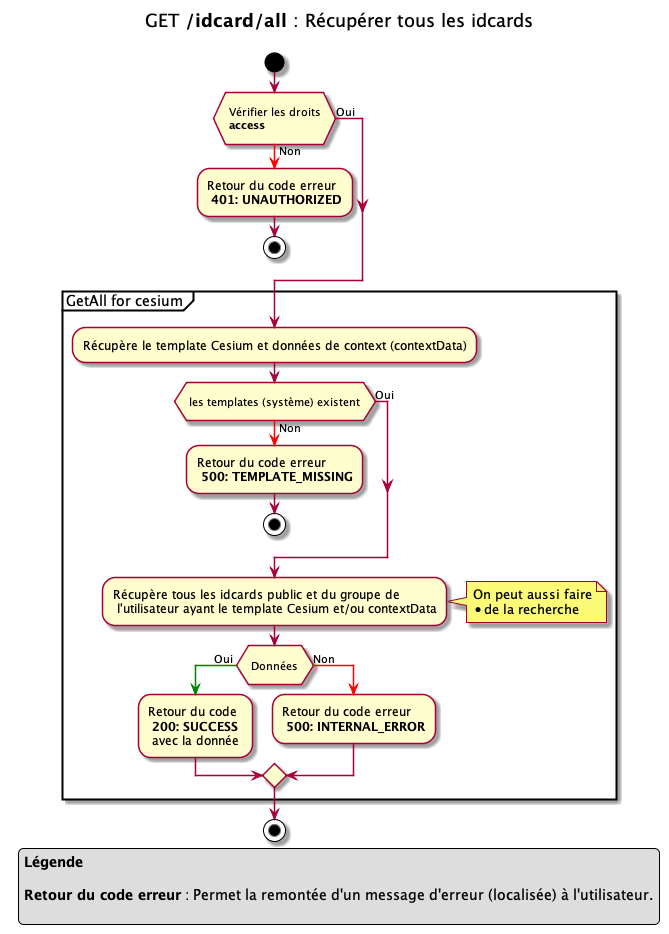 GET /idcard/all : Récupérer tous les idcards
Vérifier les droits
access
Oui
Non
Retour du code erreur
401: UNAUTHORIZED
GetAll for cesium
Récupère le template Cesium et données de context (contextData)
les templates (système) existent
Oui
Non
Retour du code erreur
500: TEMPLATE_MISSING
Récupère tous les idcards public et du groupe de
l'utilisateur ayant le template Cesium et/ou contextData
On peut aussi faire
• de la recherche
Données
Oui
Non
Retour du code
200: SUCCESS
avec la donnée
Retour du code erreur
500: INTERNAL_ERROR
Légende
Retour du code erreur : Permet la remontée d'un message d'erreur (localisée) à l'utilisateur.